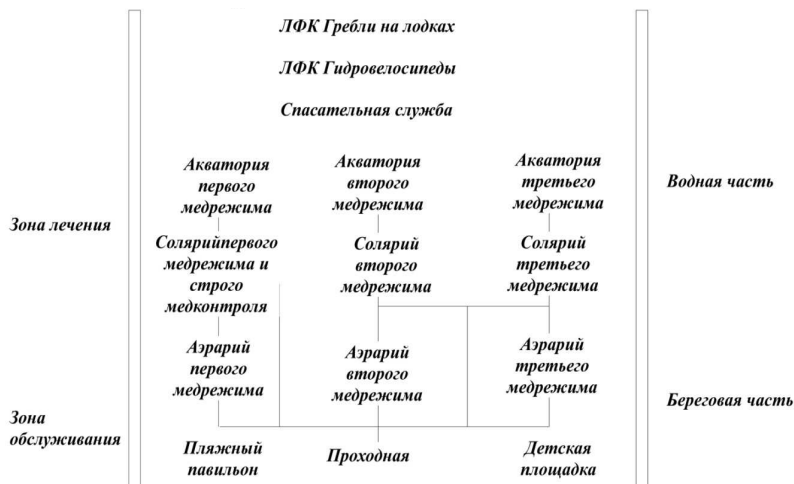 ЛФК Гребли на лодках
ЛФК Гидровелосипеды
Спасательная служба
Акватория
первого
медрежима
Акватория
второго
медрежима
Акватория
третьего
медрежима
Водная часть
Зона лечения
Солярийпервого
медрежима и
строго
медконтроля
Солярий
второго
медрежима
Солярий
третьего
медрежима
Аэрарий
первого
медрежима
Аэрарий
второго
медрежима
Аэрарий
третьего
медрежима
Береговая часть
Зона
обслуживания
Пляжный
павильон
Проходная
Детская
площадка